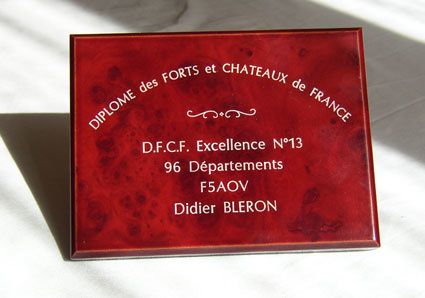 DIPLOME des FORTS et CHATEAUX de FRANCE
D.F.C.F. Excellence N°13
96 Départements
F5AOV
Didier BLERON